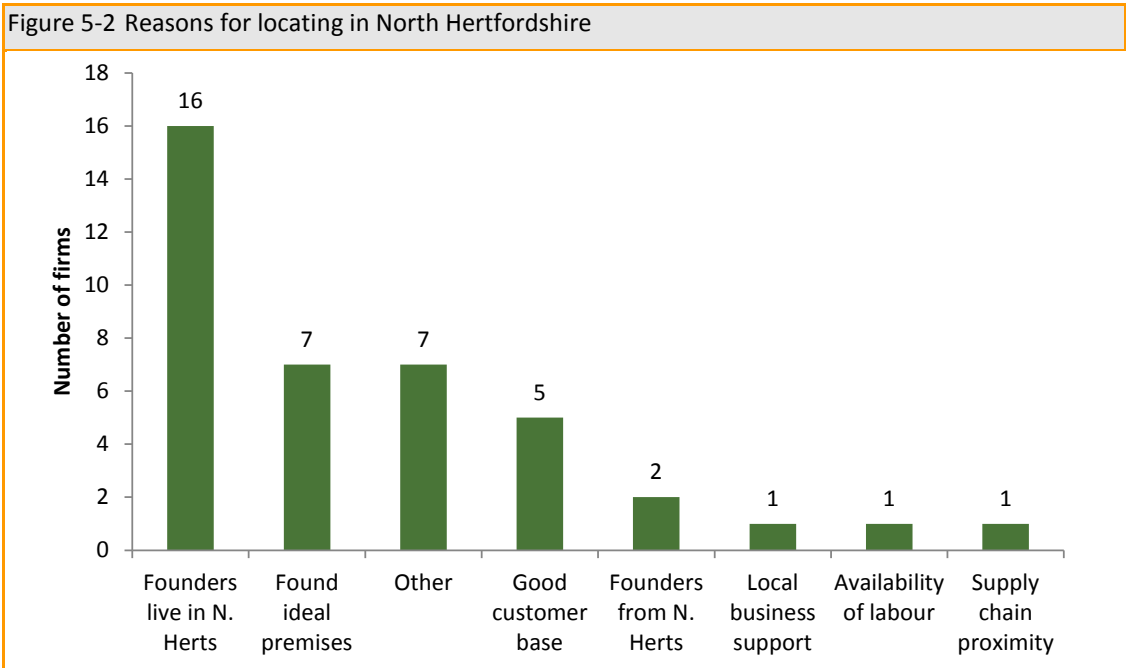 Figure 5-2 Reasons for locating in North Hertfordshire
18
16
14
12
10
8
6
4
2
0
Number of firms
16
7
7
5
2
1
1
1
Founders
live in N.
Herts
Found
ideal
premises
Other
Good
customer
base
Founders
from N.
Herts
Local
business
support
Availability
of labour
Supply
chain
proximity